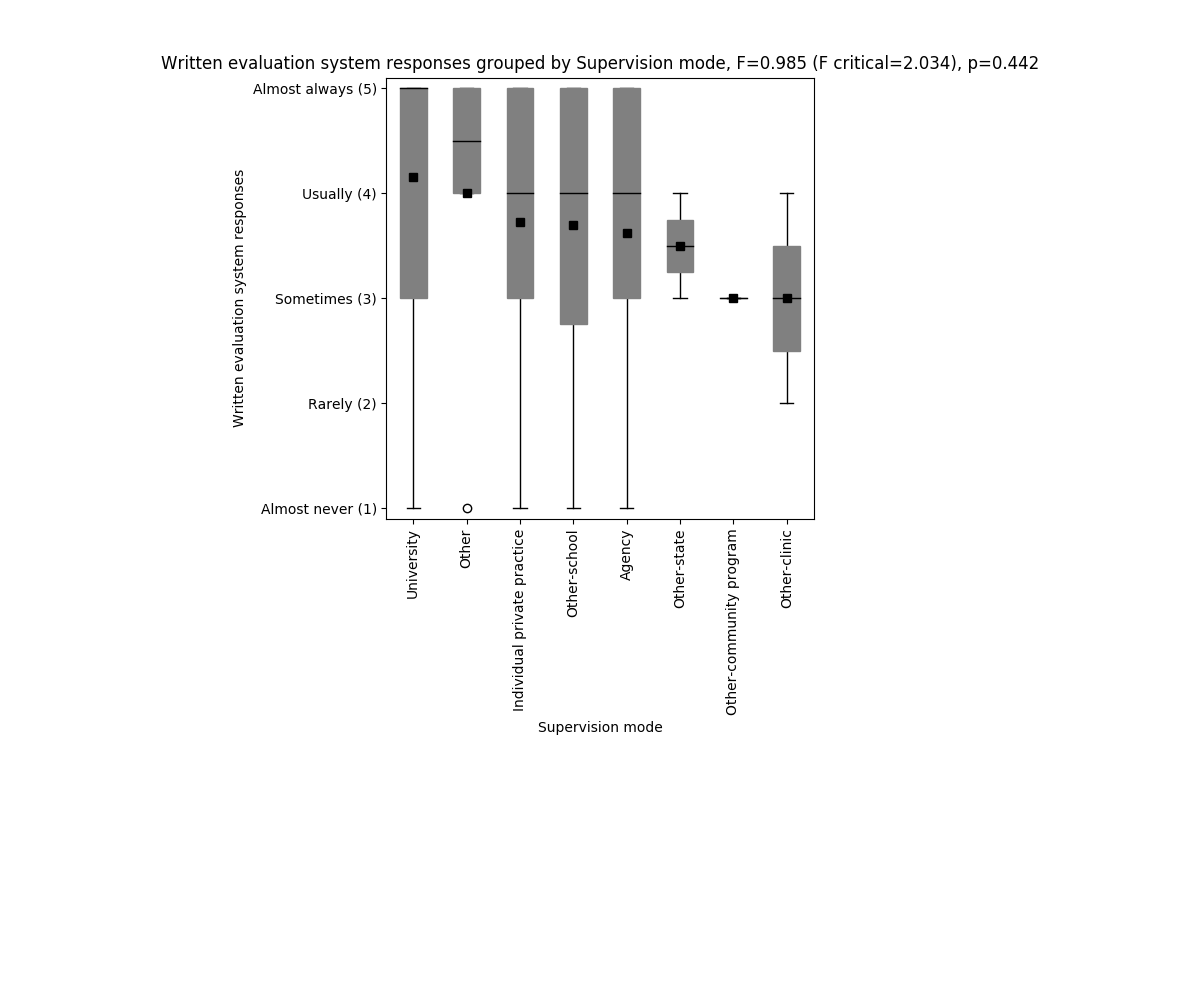 Written evaluation system responses grouped by Supervision mode, F=0.985 (F critical=2.034), p=0.442
Written evaluation system responses
Almost always (5)
Usually (4)
Sometimes (3)
Rarely (2)
Almost never (1)
University
Other
Individual private practice
Other-school
Agency
Other-state
Other-community program
Other-clinic
Supervision mode